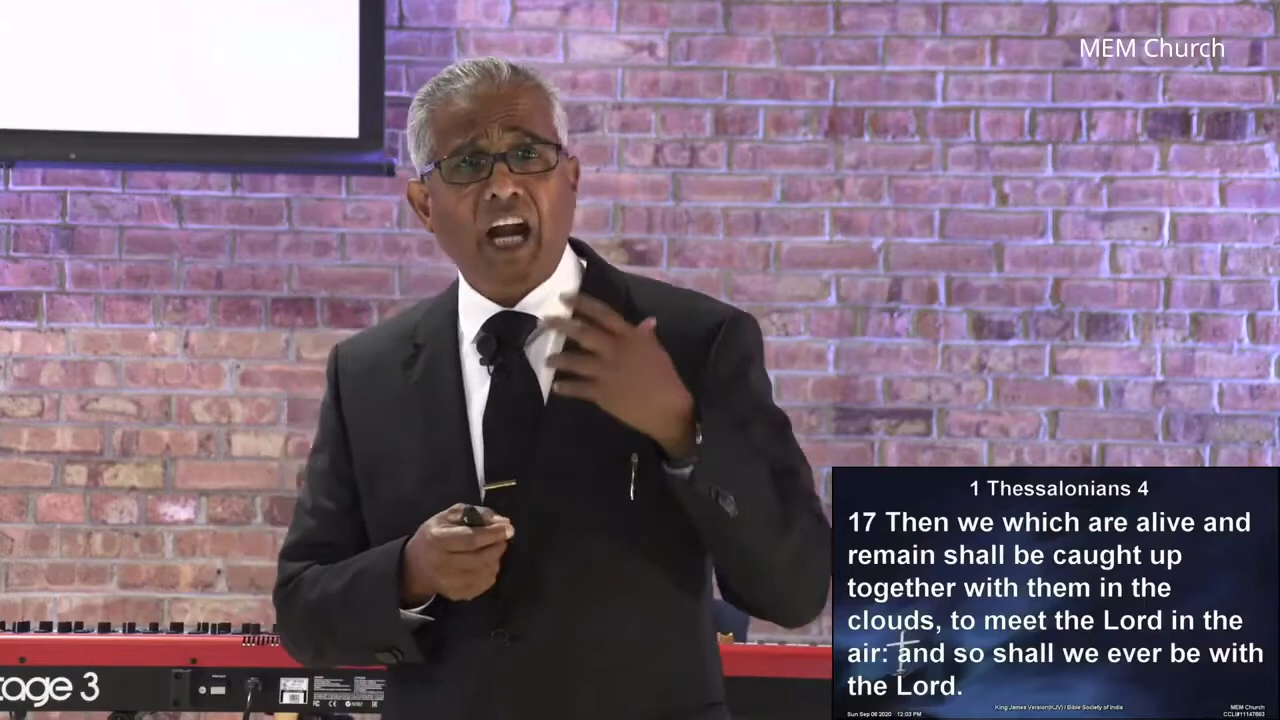 MEM Church
1 Thessalonians 4
17 Then we which are alive and
remain shall be caught up
together with them in the
clouds, to meet the Lord in the
air: and so shall we ever be with
the Lord.
King James Version(KJV) / Bible Society of India
MEM Church
Sun Sep 06 2020 12:03 PM
CCLI#11147663
tage 3